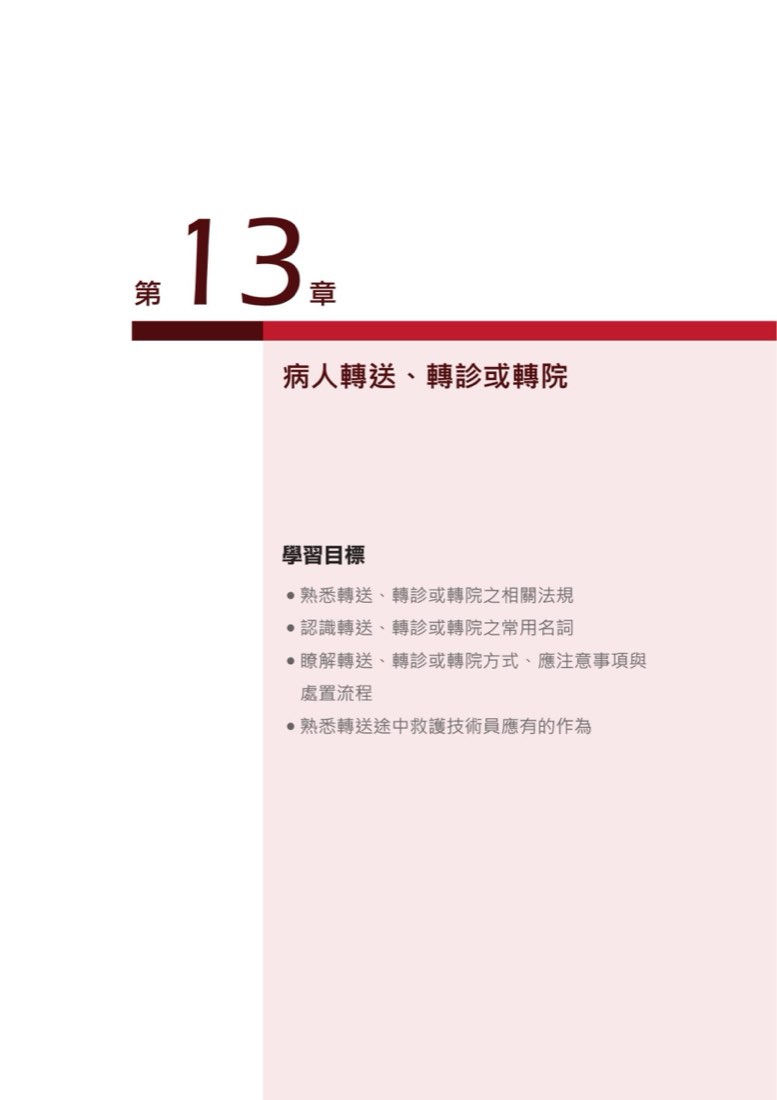 第13章
病人轉送、轉診或轉院
學習目標
●熟悉轉送、轉診或轉院之相關法規
●認識轉送、轉診或轉院之常用名詞
●瞭解轉送、轉診或轉院方式、應注意事項與
處置流程
●熟悉轉送途中救護技術員應有的作為